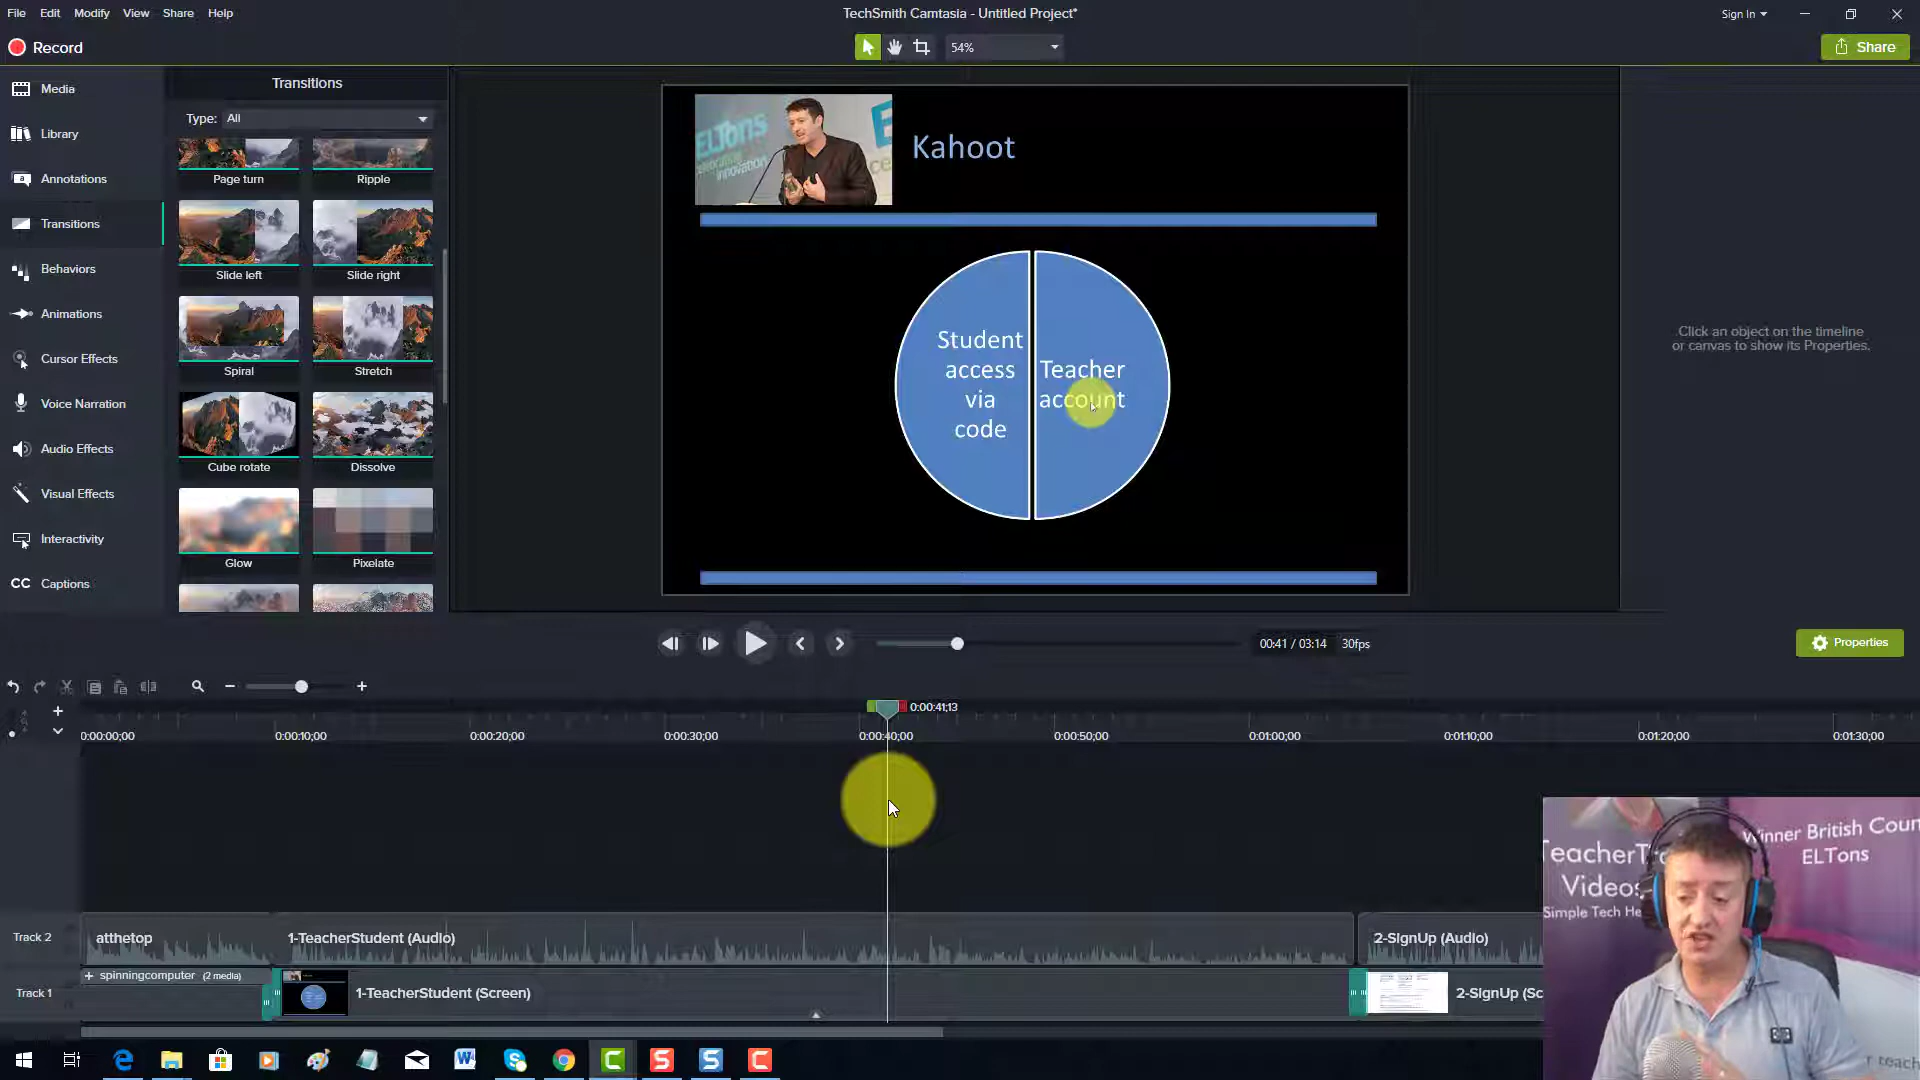 File Edit Modify View Share Help
TechSmith Camtasia - Untitled Project*
Sign In
Record
54%
Share
Media
Library
Annotations
Transitions
Behaviors
Animations
Cursor Effects
Voice Narration
Audio Effects
Visual Effects
Interactivity
CC Captions
Transitions
Type: All
Page turn Ripple
Slide left Slide right
Spiral Stretch
Cube rotate Dissolve
Glow Pixelate
ELTons
innovation
Kahoot
Student
access
via
code
Teacher
account
Click an object on the timeline
or canvas to show its Properties.
00:41 / 03:14 30fps
Properties
0:00:41;13
0:00:00;00 0:00:10;00 0:00:20;00 0:00:30;00 0:00:40;00 0:00:50;00 0:01:00;00 0:01:10;00 0:01:20;00 0:01:30;00
Track 2 atthetop 1-TeacherStudent (Audio) 2-SignUp (Audio)
spinningcomputer (2 media)
Track 1 1-TeacherStudent (Screen) 2-SignUp (Sc
Winner British Coun
ELTons
TeacherTr
Videos
Simple Tech He